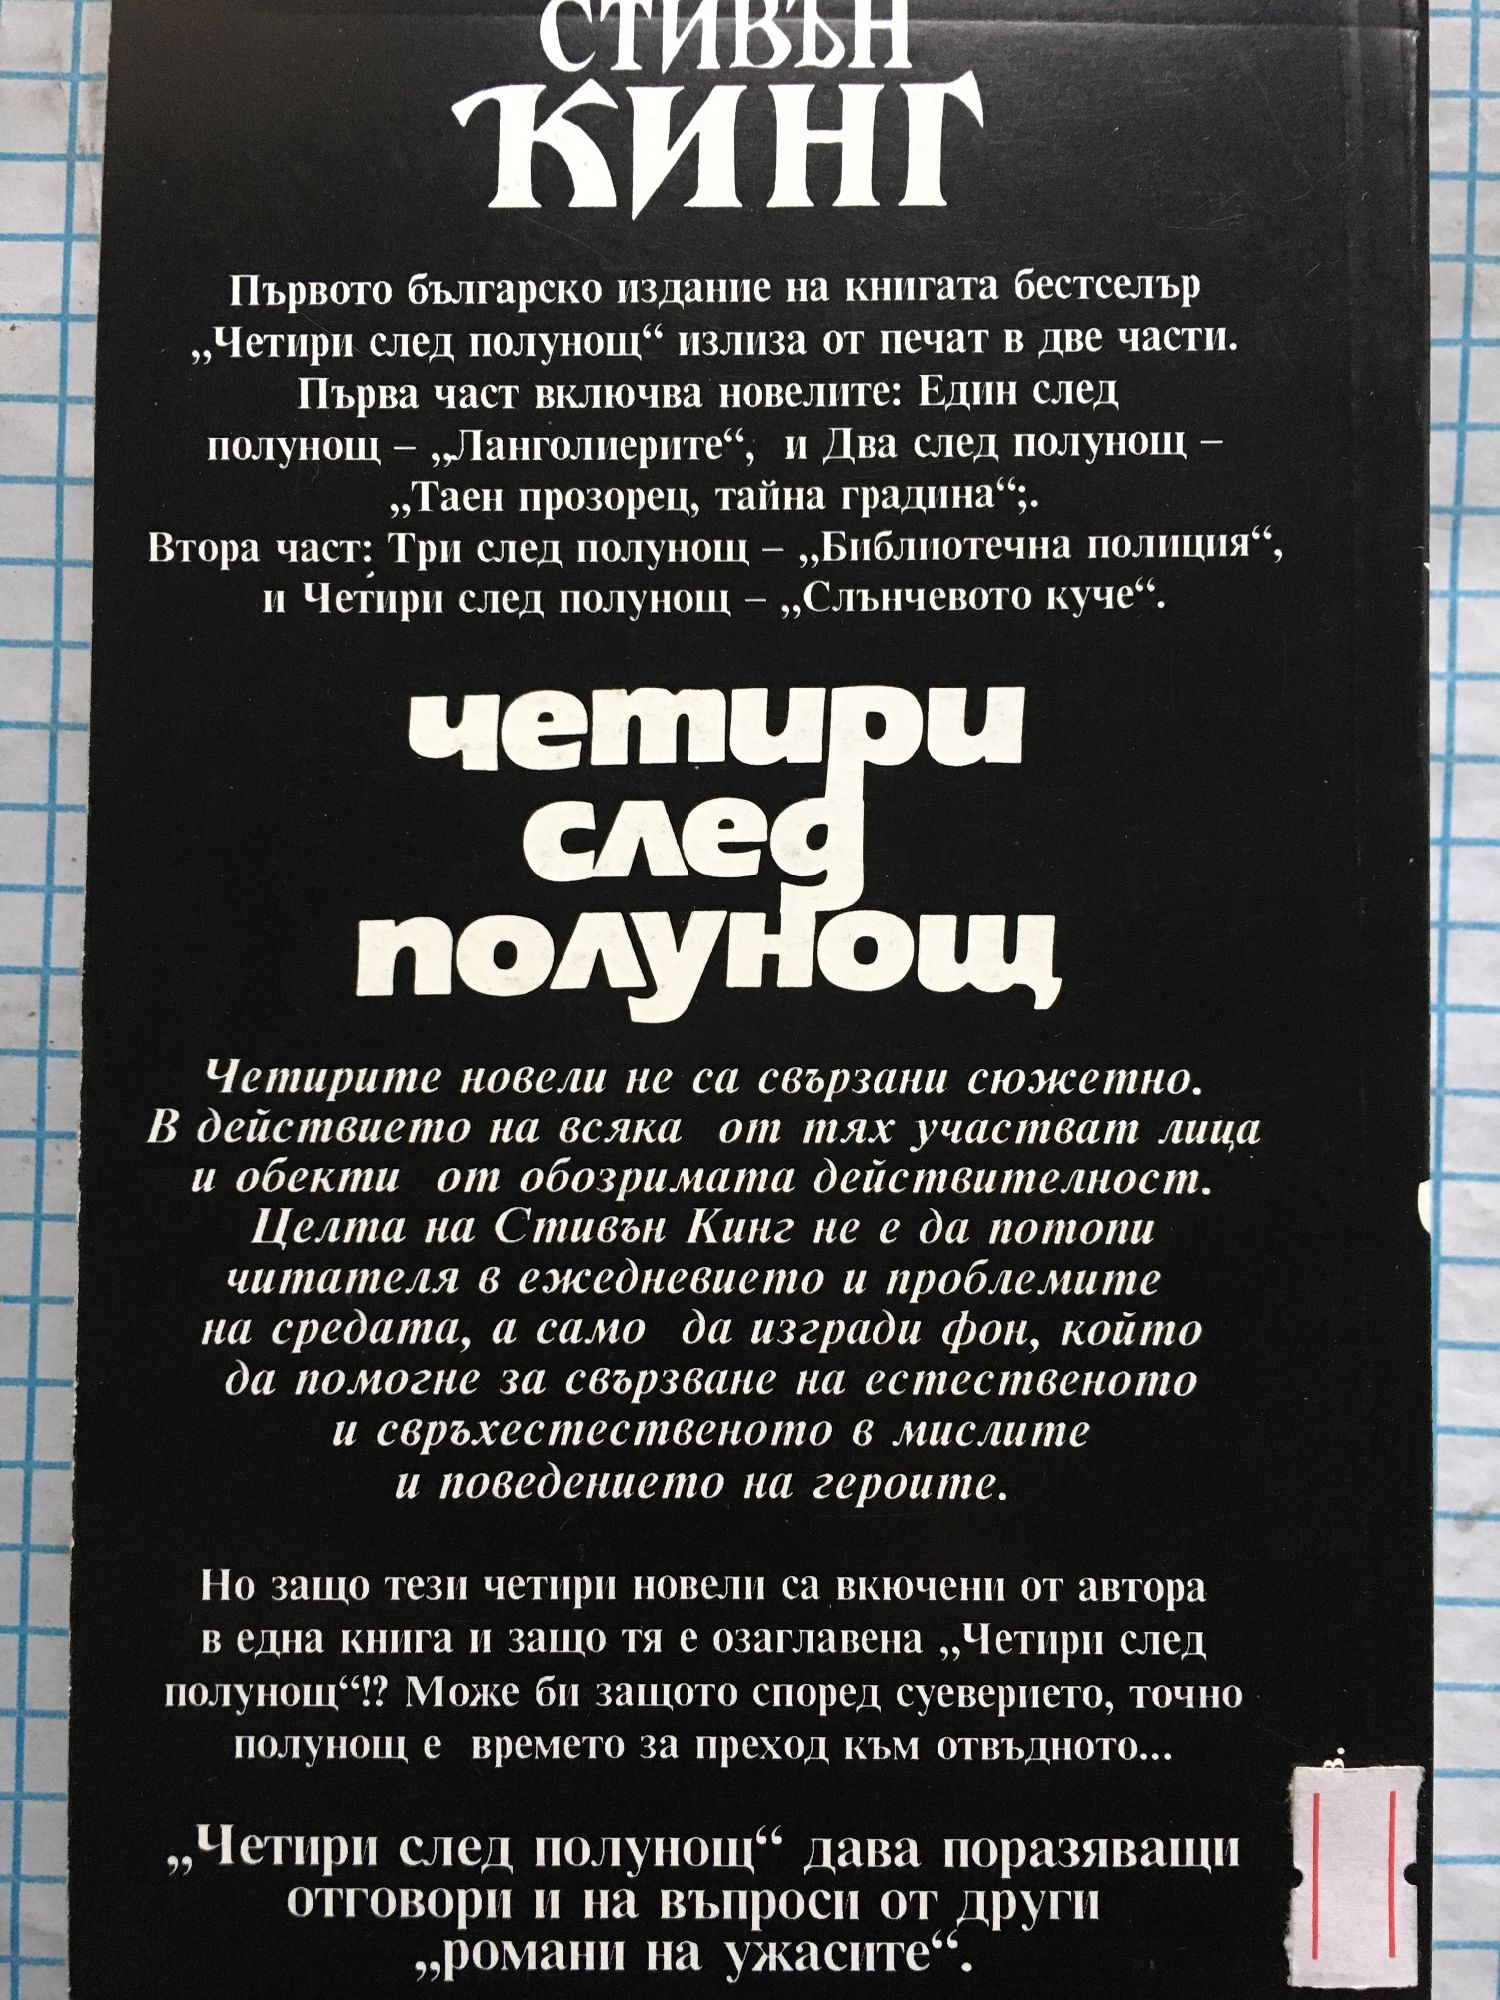 СТИВЪН
КИНГ
Първото българско издание на книгата бестселър
„Четири след полунощ“ излиза от печат в две части.
Първа част включва новелите: Един след
полунощ – „Ланголиерите“, и Два след полунощ –
„Таен прозорец, тайна градина“;.
Втора част: Три след полунощ – „Библиотечна полиция“,
и Четири след полунощ – „Слънчевото куче“.
четири
след
полунощ
Четирите новели не са свързани сюжетно.
В действието на всяка от тях участват лица
и обекти от обозримата действителност.
Целта на Стивън Кинг не е да потопи
читателя в ежедневието и проблемите
на средата, а само да изгради фон, който
да помогне за свързване на естественото
и свръхестественото в мислите
и поведението на героите.
Но защо тези четири новели са вкючени от автора
в една книга и защо тя е озаглавена „Четири след
полунощ“!? Може би защото според суеверието, точно
полунощ е времето за преход към отвъдното...
„Четири след полунощ“ дава поразяващи
отговори и на въпроси от други
„романи на ужасите“.
в.